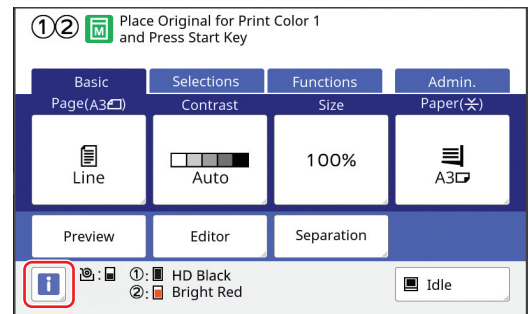 ①② M Place Original for Print Color 1
and Press Start Key
Basic Selections Functions Admin.
Page(A3) Contrast Size Paper()
Line Auto 100% A3
Preview Editor Separation
i : ①: HD Black
②: Bright Red
Idle